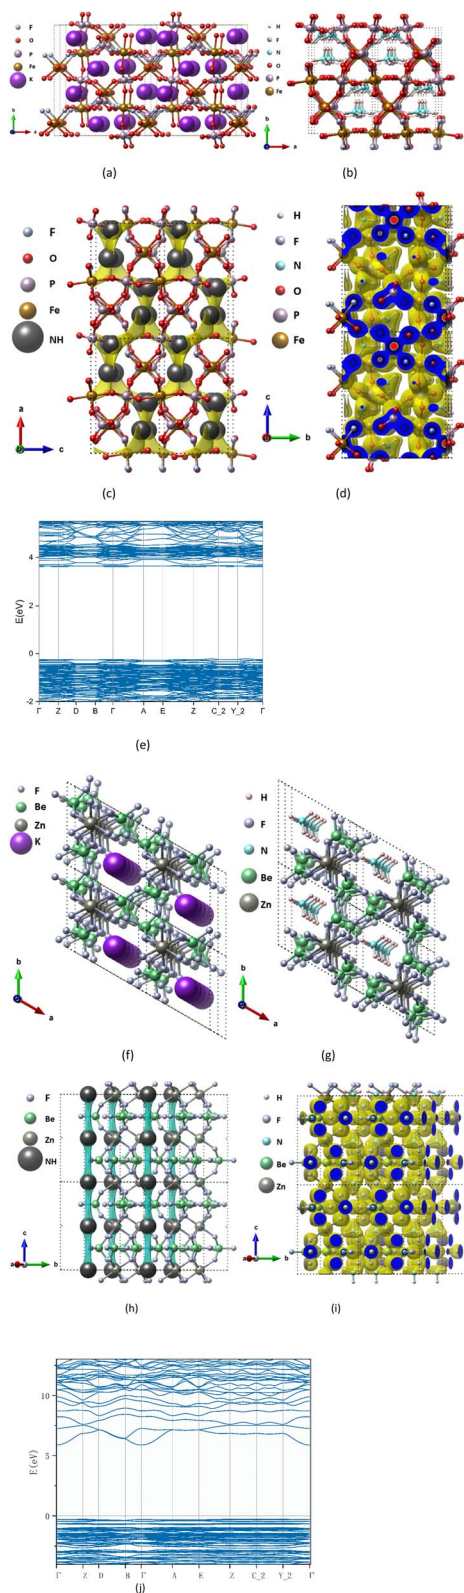 F
O
P
Fe
K
b
a
(a)
H
F
N
O
P
Fe
b
a
(b)
F
O
P
Fe
NH
a
b
c
(c)
H
F
N
O
P
Fe
c
b
(d)
E(eV)
4
2
0
-2
Γ Z D B Γ A E Z C_2 Y_2 Γ
(e)
F
Be
Zn
K
b
a
(f)
H
F
N
Be
Zn
b
a
(g)
F
Be
Zn
NH
c
a b
(h)
H
F
N
Be
Zn
c
a b
(i)
E(eV)
10
5
0
Γ Z D B Γ A E Z C_2 Y_2 Γ
(j)